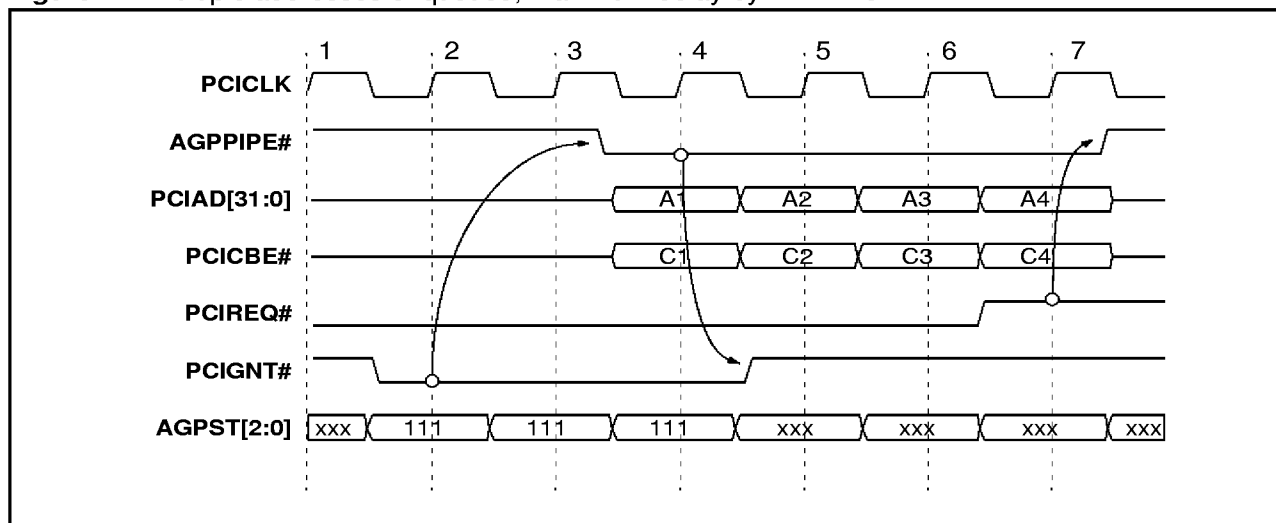 1 2 3 4 5 6 7
PCICLK
AGPPIPE#
PCIAD[31:0] A1 A2 A3 A4
PCICBE# C1 C2 C3 C4
PCIREQ#
PCIGNT#
AGPST[2:0] xxx 111 111 111 xxx xxx xxx xxx